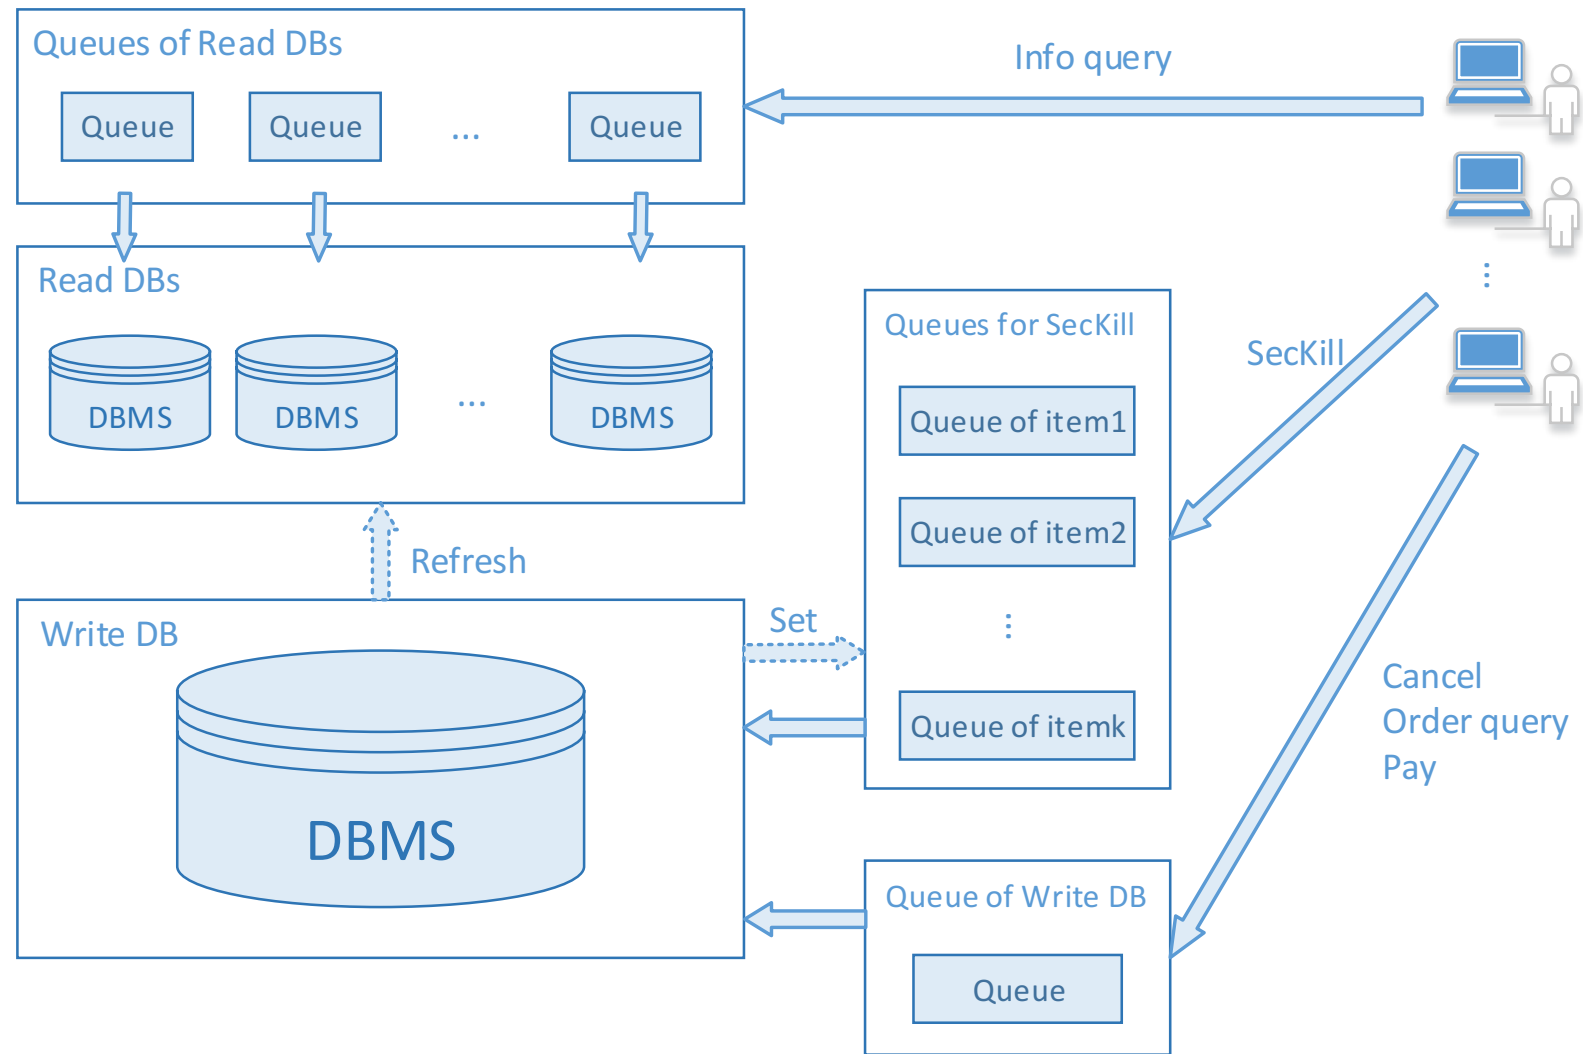 Queues of Read DBs
Queue
Queue
...
Queue
Info query
Read DBs
DBMS
DBMS
...
DBMS
Refresh
Write DB
DBMS
Set
Queues for SecKill
Queue of item1
Queue of item2
...
Queue of itemk
SecKill
...
Cancel
Order query
Pay
Queue of Write DB
Queue